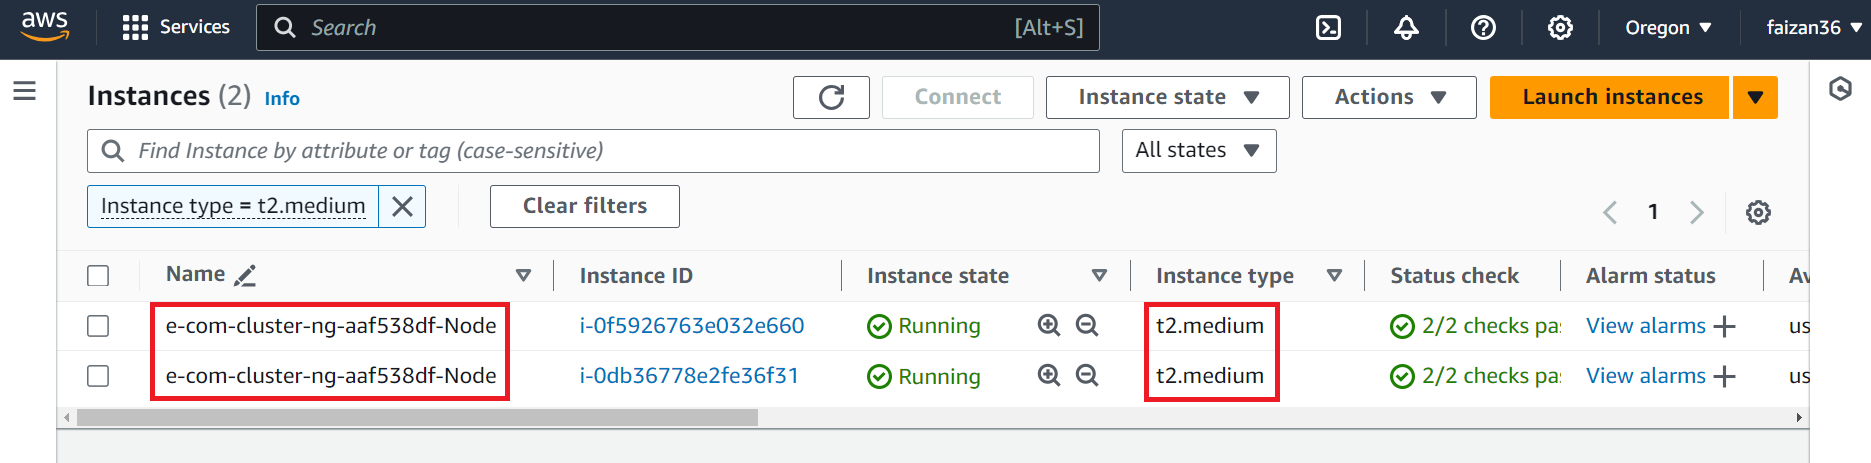 aws Services Search [Alt+S] Oregon faizan36
Instances (2) Info Connect Instance state Actions Launch instances
Find Instance by attribute or tag (case-sensitive) All states
Instance type = t2.medium Clear filters 1
Name Instance ID Instance state Instance type Status check Alarm status Av
e-com-cluster-ng-aaf538df-Node i-0f5926763e032e660 Running t2.medium 2/2 checks pas View alarms us
e-com-cluster-ng-aaf538df-Node i-0db36778e2fe36f31 Running t2.medium 2/2 checks pas View alarms us